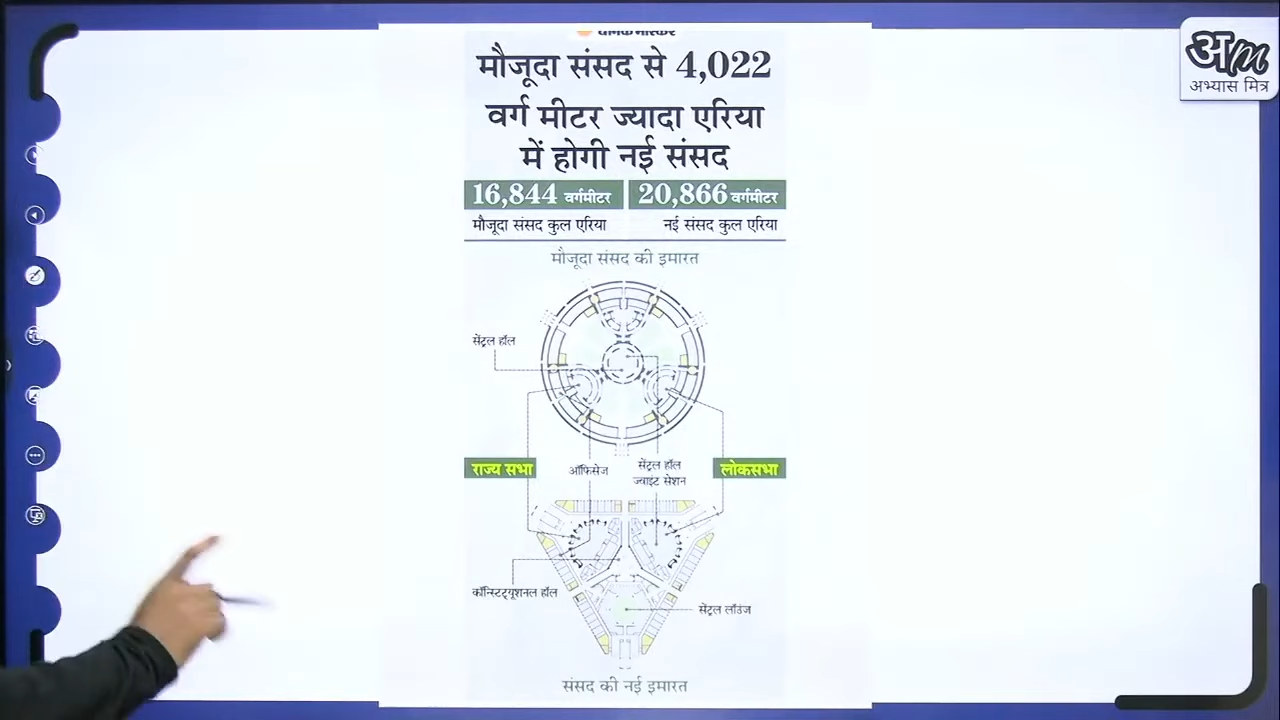 मौजूदा संसद से 4,022
वर्ग मीटर ज्यादा एरिया
में होगी नई संसद
16,844 वर्गमीटर
20,866 वर्गमीटर
मौजूदा संसद कुल एरिया
नई संसद कुल एरिया
मौजूदा संसद की इमारत
सेंट्रल हॉल
राज्य सभा
ऑफिसेज
सेंट्रल हॉल
ज्वाइंट सेशन
लोकसभा
कॉन्स्टिट्यूशनल हॉल
सेंट्रल लॉउंज
संसद की नई इमारत
अm
अभ्यास मित्र